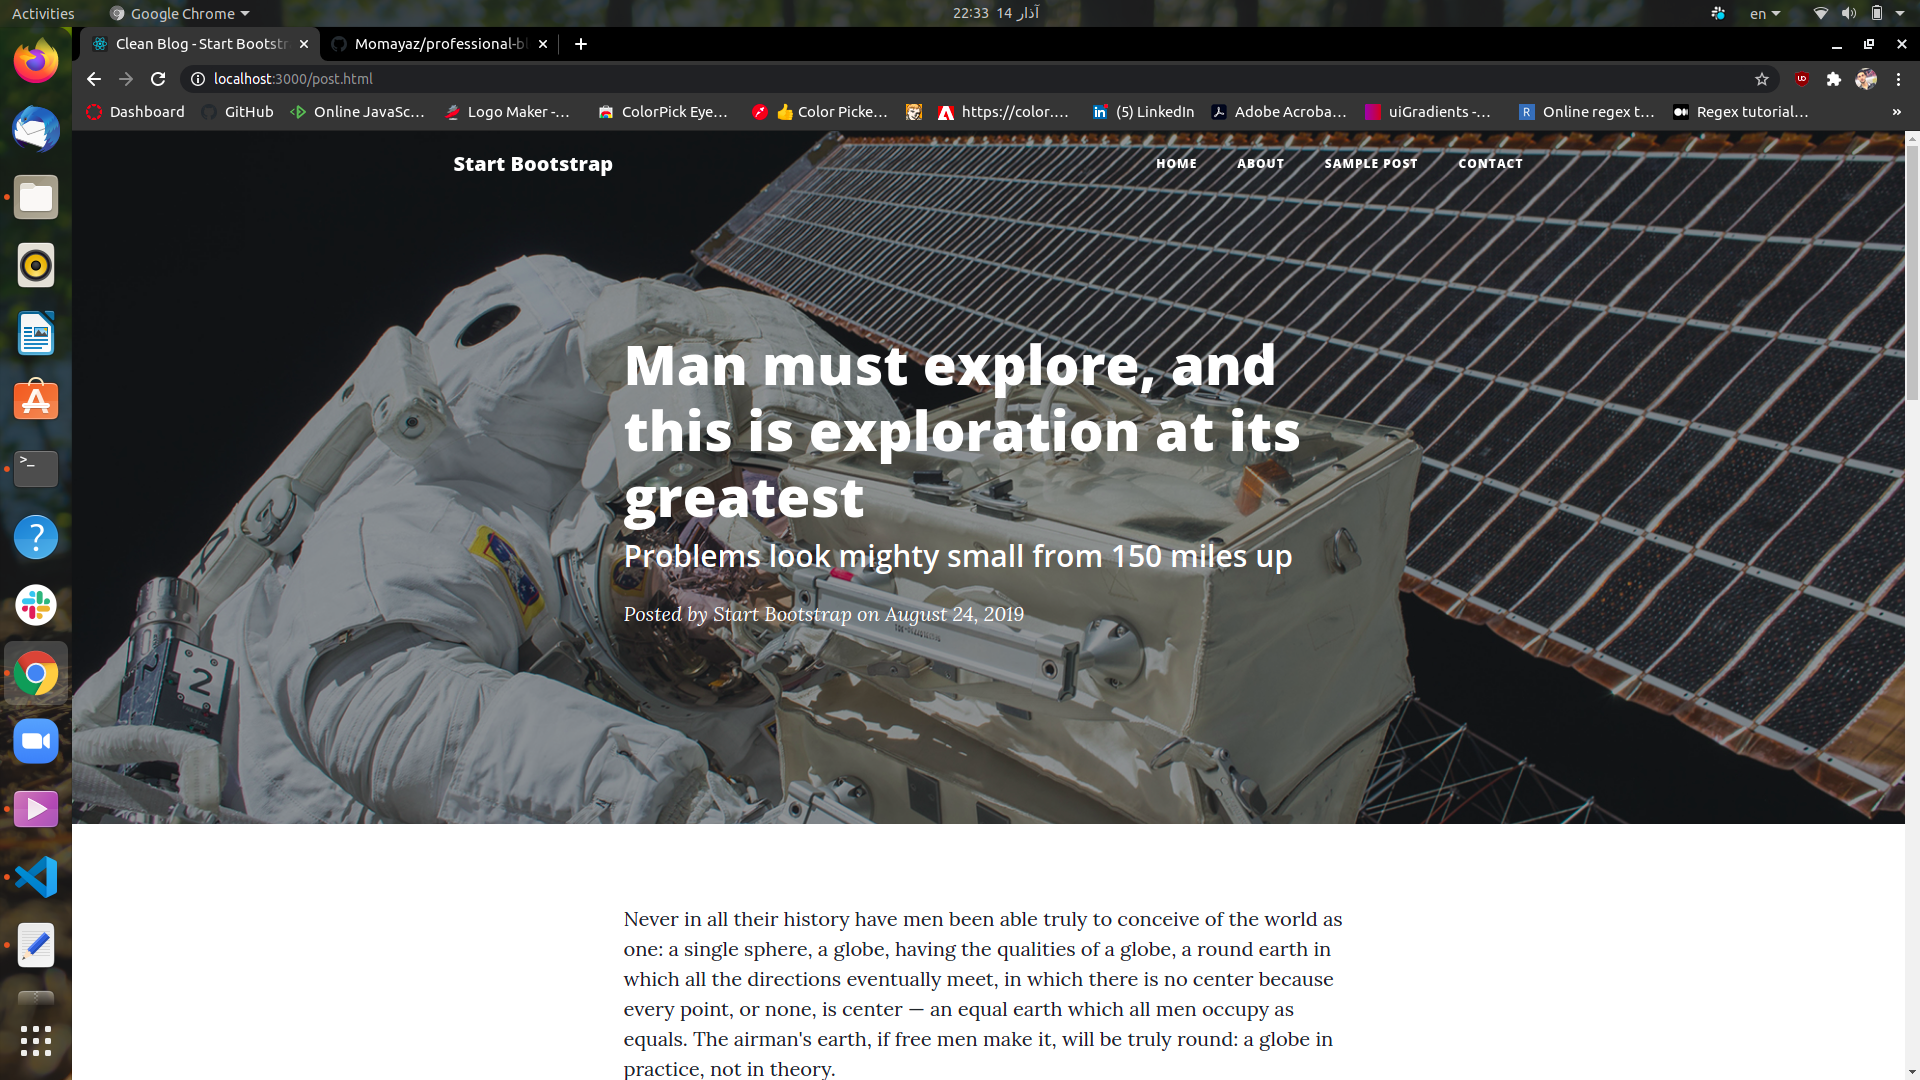 Activities
Google Chrome
22:33 14 آذار
en
Clean Blog - Start Bootstr
Momayaz/professional-bl
localhost:3000/post.html
Dashboard
GitHub
Online JavaSc...
Logo Maker -...
ColorPick Eye...
Color Picke...
https://color....
(5) LinkedIn
Adobe Acroba...
uiGradients -...
Online regex t...
Regex tutorial...
»
Start Bootstrap
HOME
ABOUT
SAMPLE POST
CONTACT
Man must explore, and
this is exploration at its
greatest
Problems look mighty small from 150 miles up
Posted by Start Bootstrap on August 24, 2019
2
Never in all their history have men been able truly to conceive of the world as
one: a single sphere, a globe, having the qualities of a globe, a round earth in
which all the directions eventually meet, in which there is no center because
every point, or none, is center — an equal earth which all men occupy as
equals. The airman's earth, if free men make it, will be truly round: a globe in
practice, not in theory.